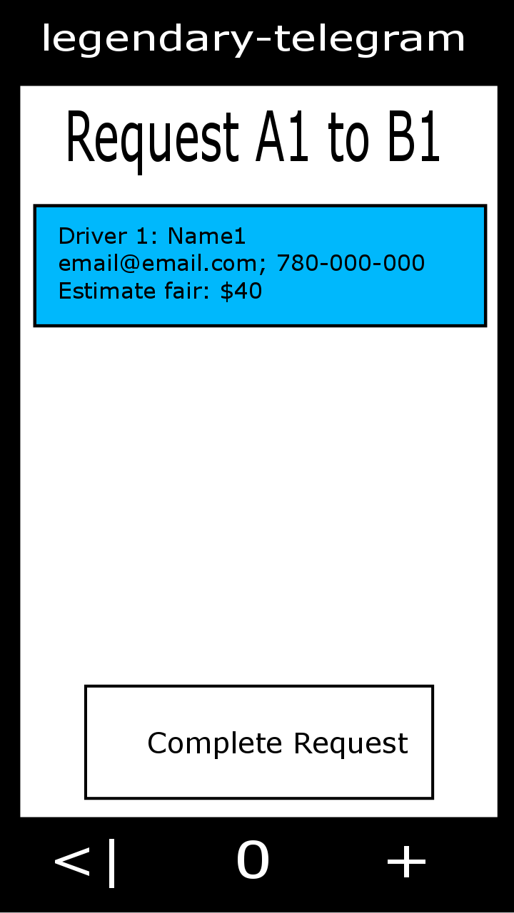 legendary-telegram
Request A1 to B1
Driver 1: Name1
email@email.com; 780-000-000
Estimate fair: $40
Complete Request
<| O +